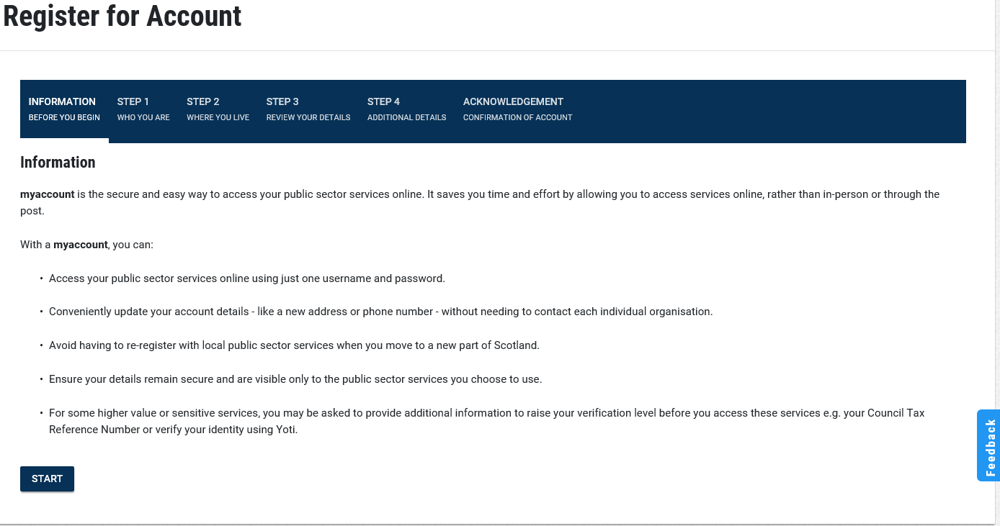 Register for Account
INFORMATION
BEFORE YOU BEGIN
STEP 1
WHO YOU ARE
STEP 2
WHERE YOU LIVE
STEP 3
REVIEW YOUR DETAILS
STEP 4
ADDITIONAL DETAILS
ACKNOWLEDGEMENT
CONFIRMATION OF ACCOUNT
Information
myaccount is the secure and easy way to access your public sector services online. It saves you time and effort by allowing you to access services online, rather than in-person or through the
post.
With a myaccount, you can:
• Access your public sector services online using just one username and password.
• Conveniently update your account details - like a new address or phone number - without needing to contact each individual organisation.
• Avoid having to re-register with local public sector services when you move to a new part of Scotland.
• Ensure your details remain secure and are visible only to the public sector services you choose to use.
• For some higher value or sensitive services, you may be asked to provide additional information to raise your verification level before you access these services e.g. your Council Tax
Reference Number or verify your identity using Yoti.
START
Feedback